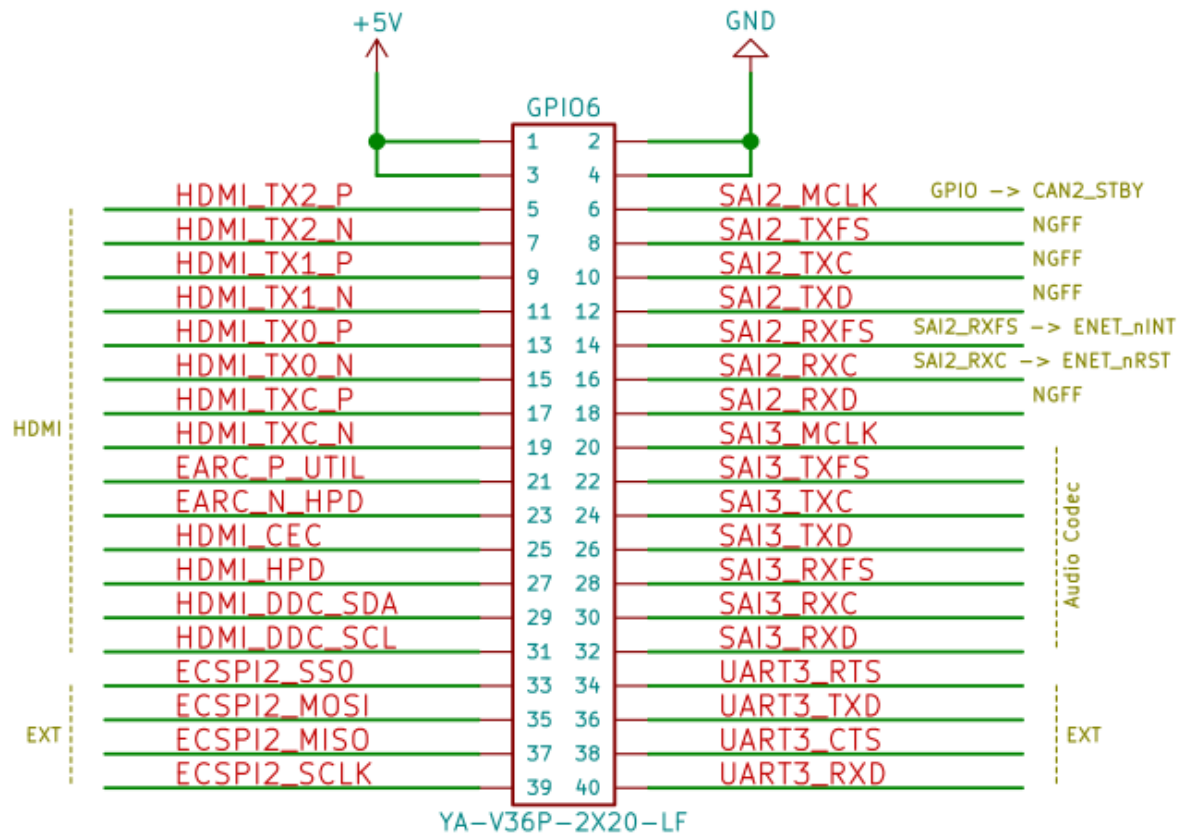 +5V GND
GPIO6
1 2
3 4
HDMI_TX2_P 5 6 SAI2_MCLK GPIO -> CAN2_STBY
HDMI_TX2_N 7 8 SAI2_TXFS NGFF
HDMI_TX1_P 9 10 SAI2_TXC NGFF
HDMI_TX1_N 11 12 SAI2_TXD NGFF
HDMI_TX0_P 13 14 SAI2_RXFS SAI2_RXFS -> ENET_nINT
HDMI_TX0_N 15 16 SAI2_RXC SAI2_RXC -> ENET_nRST
HDMI_TXC_P 17 18 SAI2_RXD NGFF
HDMI
HDMI_TXC_N 19 20 SAI3_MCLK
EARC_P_UTIL 21 22 SAI3_TXFS
EARC_N_HPD 23 24 SAI3_TXC
HDMI_CEC 25 26 SAI3_TXD
Audio Codec
HDMI_HPD 27 28 SAI3_RXFS
HDMI_DDC_SDA 29 30 SAI3_RXC
HDMI_DDC_SCL 31 32 SAI3_RXD
ECSPI2_SS0 33 34 UART3_RTS
ECSPI2_MOSI 35 36 UART3_TXD
EXT EXT
ECSPI2_MISO 37 38 UART3_CTS
ECSPI2_SCLK 39 40 UART3_RXD
YA-V36P-2X20-LF